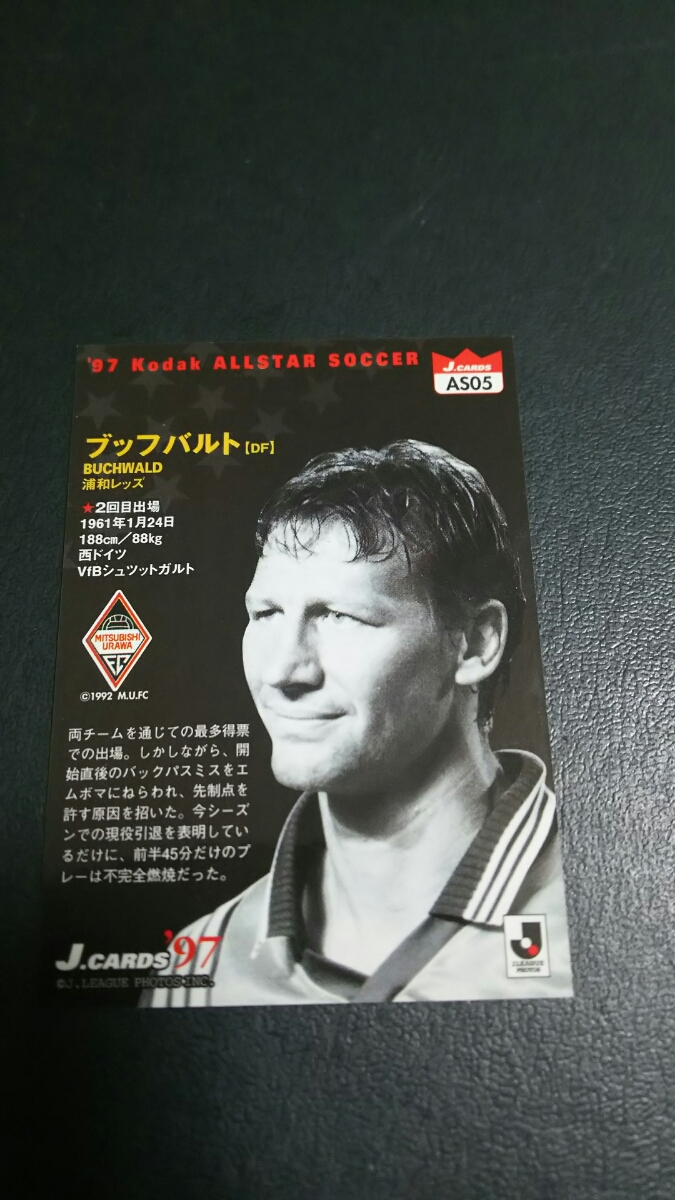 '97 Kodak ALLSTAR SOCCER
J.CARDS
AS05
ブッフバルト【DF】
BUCHWALD
浦和レッズ
★2回目出場
1961年1月24日
188cm／88kg
西ドイツ
VfBシュツットガルト
MITSUBISHI
URAWA
FC
©1992 M.U.FC
両チームを通じての最多得票
での出場。しかしながら、開
始直後のバックパスミスをエ
ムボマにねらわれ、先制点を
許す原因を招いた。今シーズ
ンでの現役引退を表明してい
るだけに、前半45分だけのプ
レーは不完全燃焼だった。
J.CARDS'97
©J.LEAGUE PHOTOS INC.
J.LEAGUE
PHOTOS